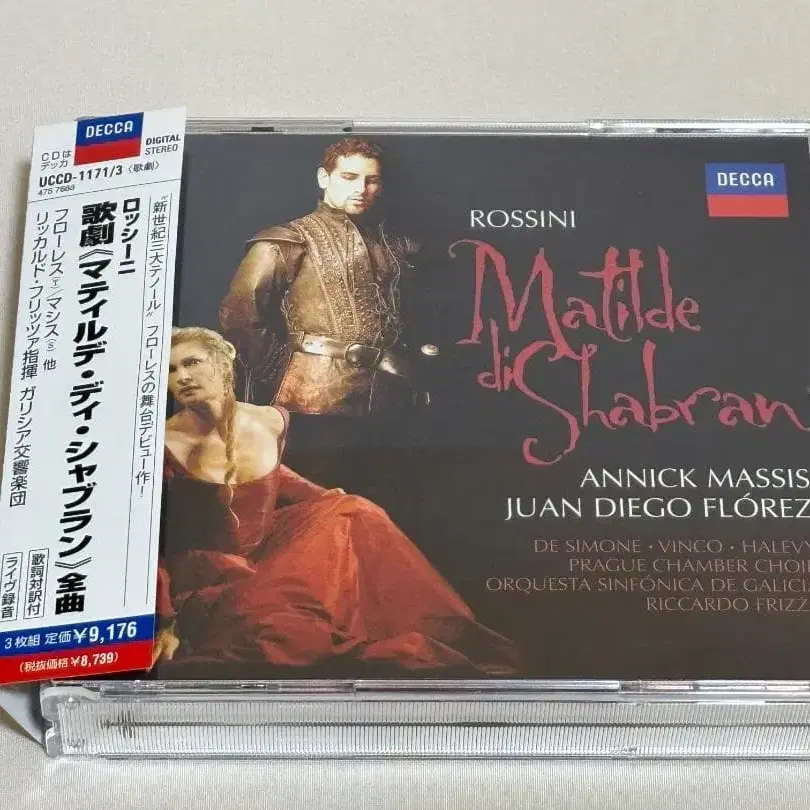 DECCA
CDは
デッカ
DIGITAL
STEREO
UCCD-1171/3〈歌劇〉
475 7688
"新世紀三大テノール" フローレスの舞台デビュー作！
ロッシーニ
歌劇《マティルデ・ディ・シャブラン》全曲
フローレス(T)/マシス(S) 他
リッカルド・フリッツァ指揮 ガリシア交響楽団
歌詞対訳付
ライヴ録音
3枚組 定価¥9,176
(税抜価格¥8,739)
DECCA
ROSSINI
Matilde
di Shabran
ANNICK MASSIS
JUAN DIEGO FLÓREZ
DE SIMONE · VINCO · HALEVY
PRAGUE CHAMBER CHOIR
ORQUESTA SINFÓNICA DE GALICI
RICCARDO FRIZZ